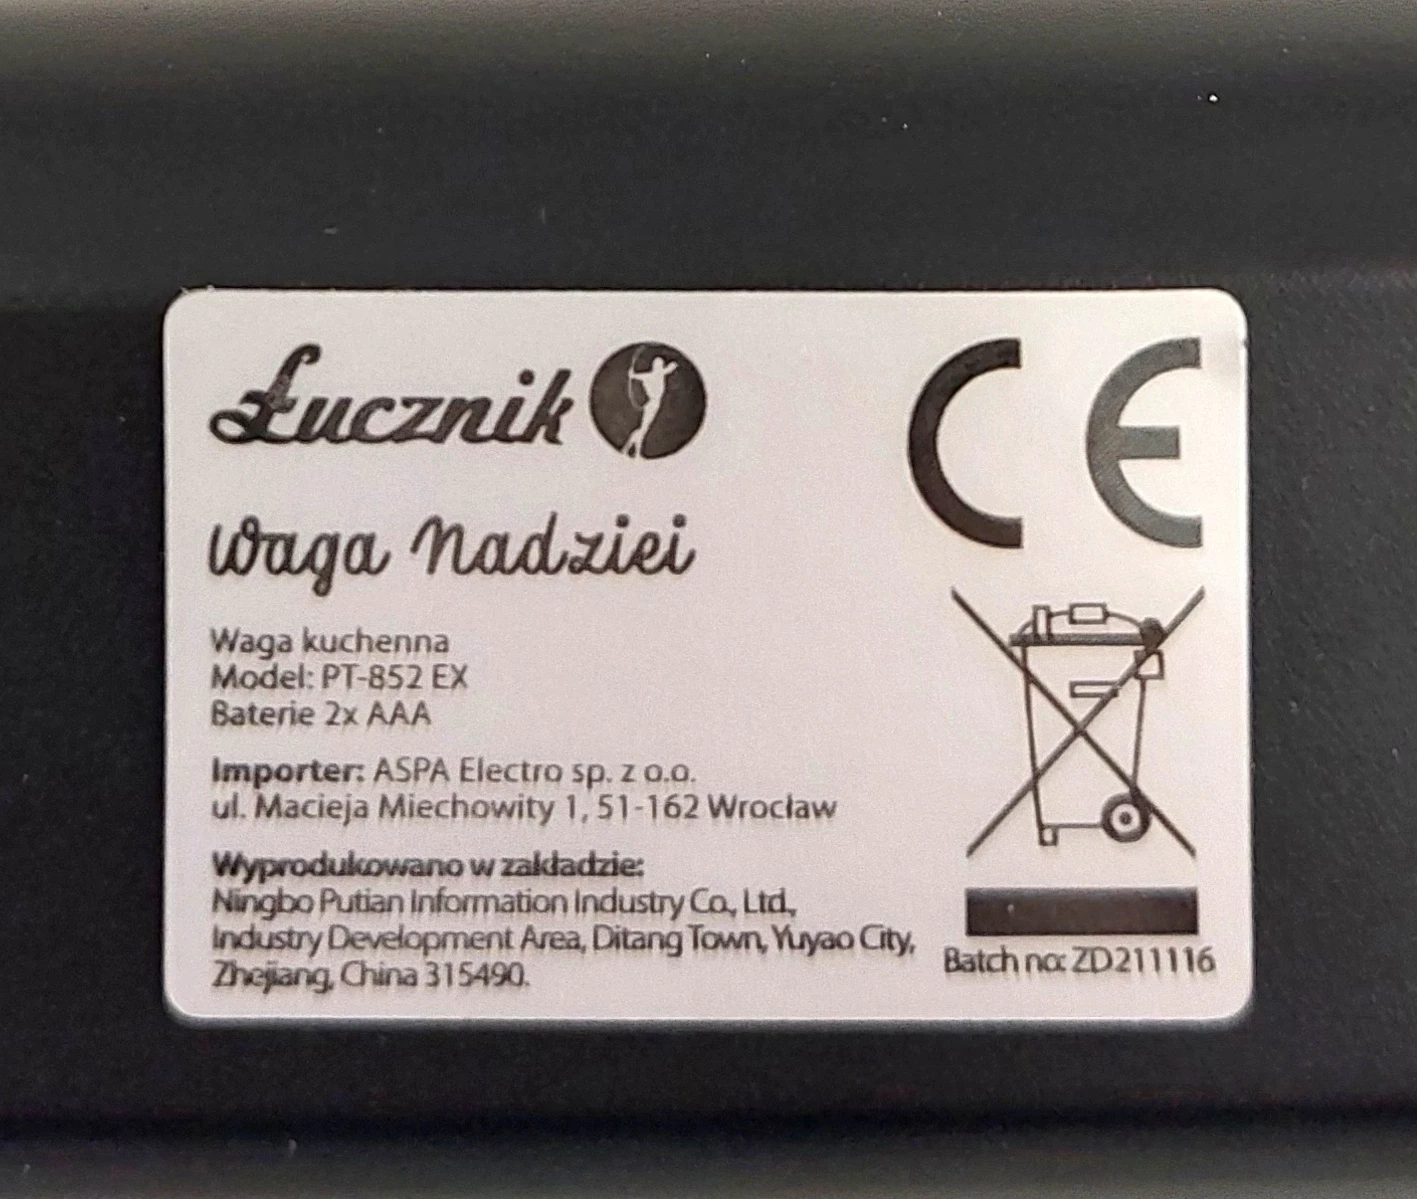 Łucznik
CE
Waga Nadziei
Waga kuchenna
Model: PT-852 EX
Baterie 2x AAA
Importer: ASPA Electro sp. z o.o.
ul. Macieja Miechowity 1, 51-162 Wrocław
Wyprodukowano w zakładzie:
Ningbo Putian Information Industry Co., Ltd.,
Industry Development Area, Ditang Town, Yuyao City,
Zhejiang, China 315490.
Batch no: ZD211116